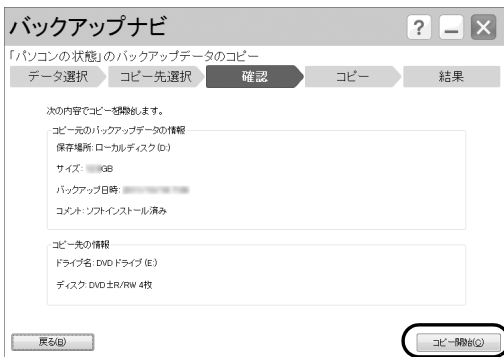 バックアップナビ
?
「パソコンの状態」のバックアップデータのコピー
データ選択 コピー先選択 確認 コピー 結果
次の内容でコピーを開始します。
コピー元のバックアップデータの情報
保存場所: ローカルディスク (D:)
サイズ: GB
バックアップ日時:
コメント: ソフトインストール済み
コピー先の情報
ドライブ名: DVD ドライブ (E:)
ディスク: DVD±R/RW 4枚
戻る(B) コピー開始(C)